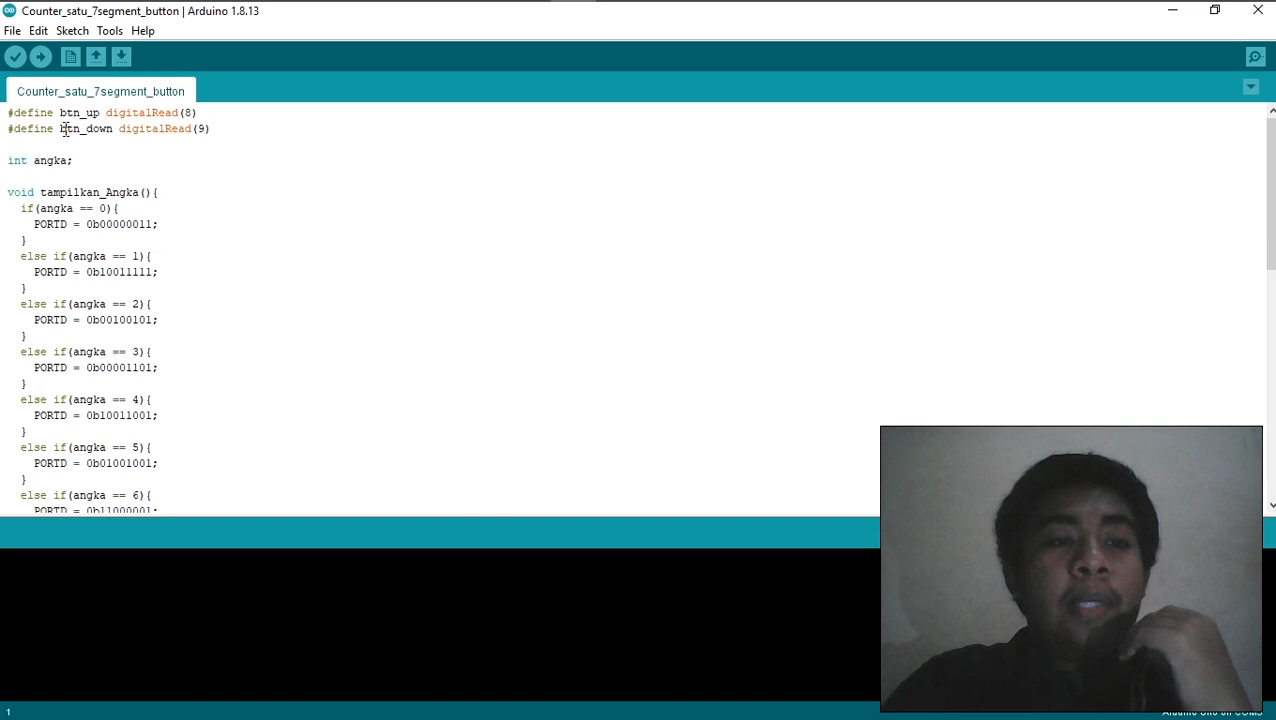 Counter_satu_7segment_button | Arduino 1.8.13
File Edit Sketch Tools Help
Counter_satu_7segment_button
#define btn_up digitalRead(8)
#define btn_down digitalRead(9)
int angka;
void tampilkan_Angka(){
if(angka == 0){
PORTD = 0b00000011;
}
else if(angka == 1){
PORTD = 0b10011111;
}
else if(angka == 2){
PORTD = 0b00100101;
}
else if(angka == 3){
PORTD = 0b00001101;
}
else if(angka == 4){
PORTD = 0b10011001;
}
else if(angka == 5){
PORTD = 0b01001001;
}
else if(angka == 6){
PORTD = 0b11000001;
1